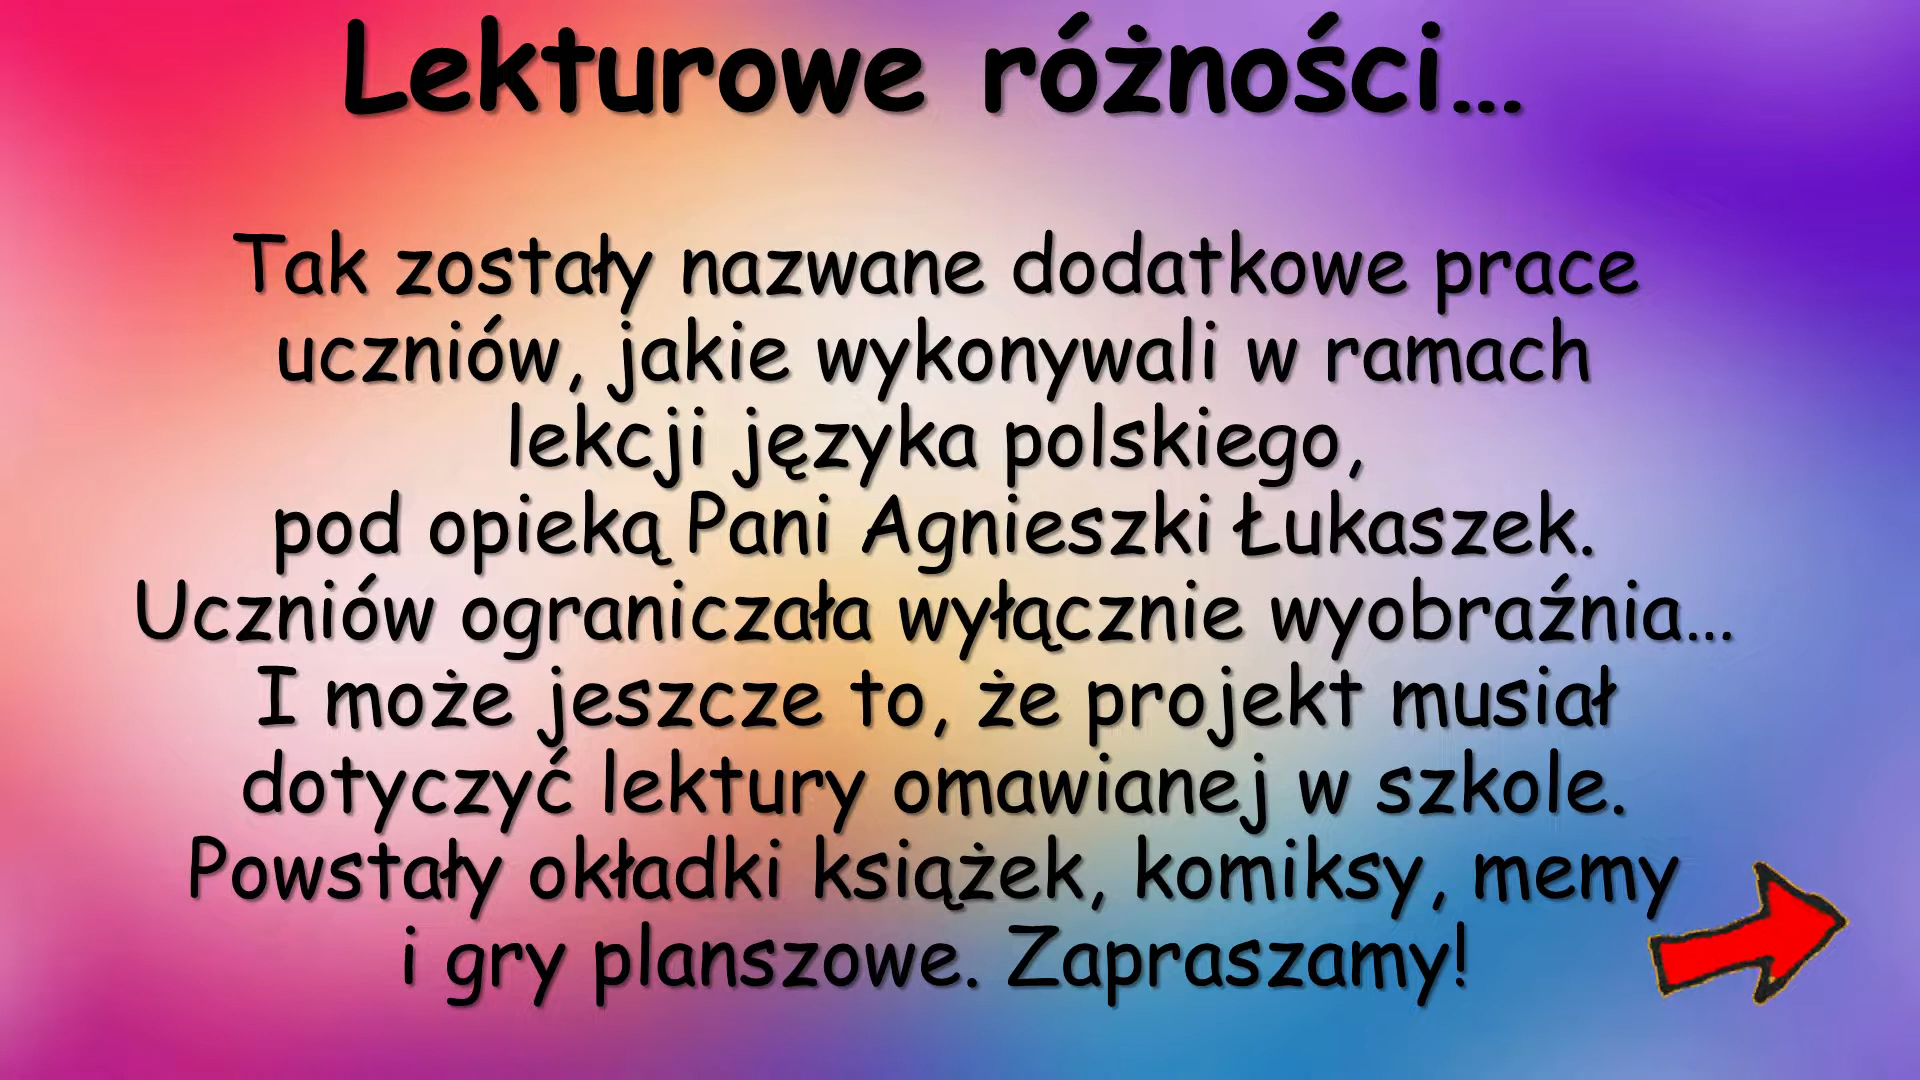 Lekturowe różności…
Tak zostały nazwane dodatkowe prace
uczniów, jakie wykonywali w ramach
lekcji języka polskiego,
pod opieką Pani Agnieszki Łukaszek.
Uczniów ograniczała wyłącznie wyobraźnia…
I może jeszcze to, że projekt musiał
dotyczyć lektury omawianej w szkole.
Powstały okładki książek, komiksy, memy
i gry planszowe. Zapraszamy!